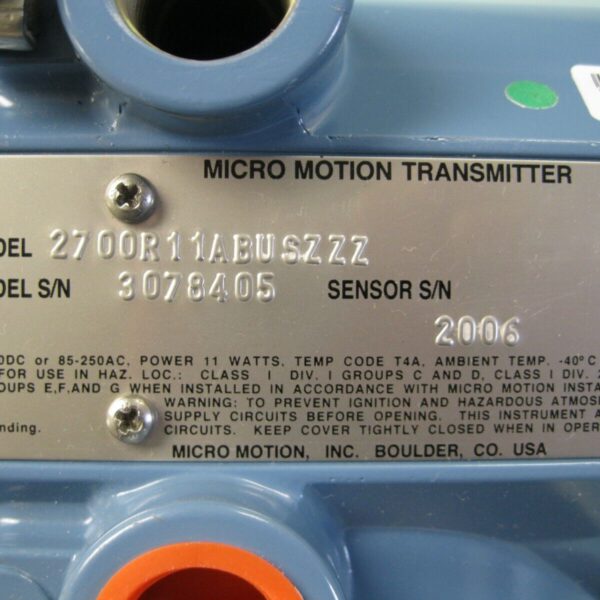 MICRO MOTION TRANSMITTER
DEL 2700R11ABUSZZZ
DEL S/N 3078405 SENSOR S/N
2006
0DC or 85-250AC, POWER 11 WATTS, TEMP CODE T4A, AMBIENT TEMP. -40°C
FOR USE IN HAZ. LOC.: CLASS I DIV. I GROUPS C AND D, CLASS I DIV. 2
OUPS E,F,AND G WHEN INSTALLED IN ACCORDANCE WITH MICRO MOTION INSTA
WARNING: TO PREVENT IGNITION AND HAZARDOUS ATMOS
SUPPLY CIRCUITS BEFORE OPENING. THIS INSTRUMENT A
nding. CIRCUITS. KEEP COVER TIGHTLY CLOSED WHEN IN OPER
MICRO MOTION, INC. BOULDER, CO. USA